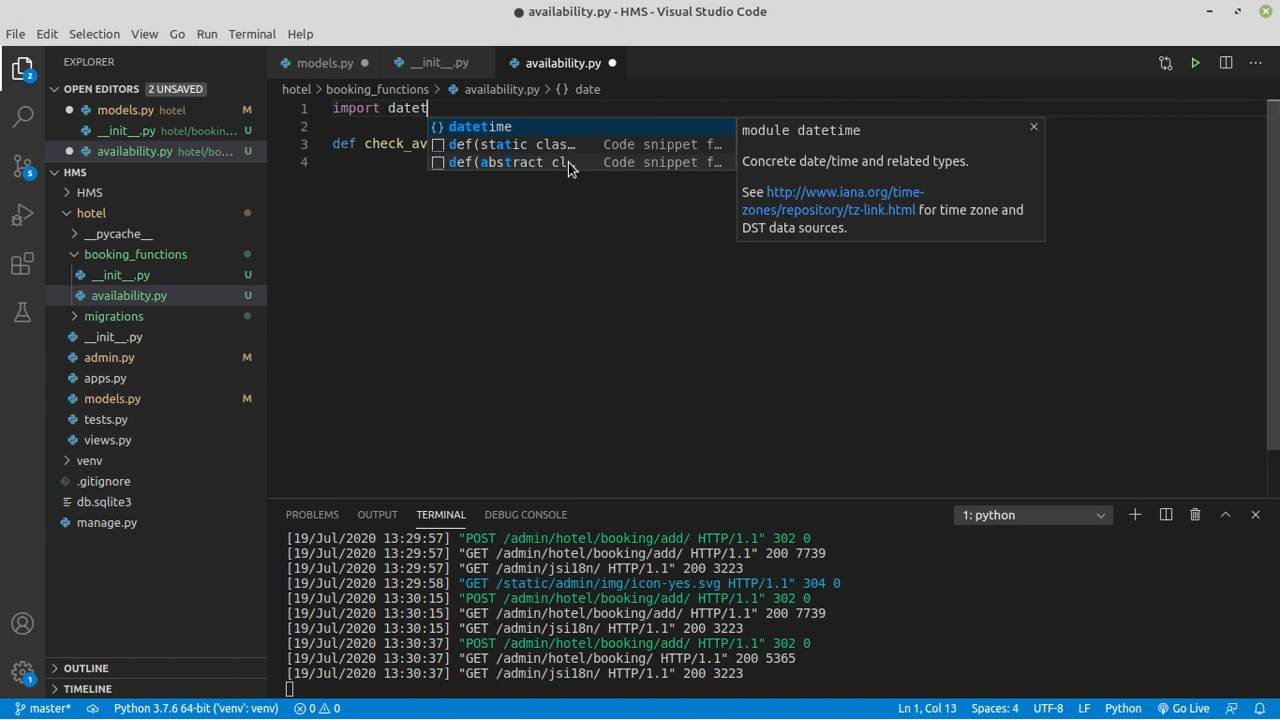 availability.py - HMS - Visual Studio Code
File Edit Selection View Go Run Terminal Help
EXPLORER
OPEN EDITORS 2 UNSAVED
models.py hotel M
__init__.py hotel/bookin... U
availability.py hotel/bo... U
HMS
HMS
hotel
__pycache__
booking_functions
__init__.py U
availability.py U
migrations
__init__.py
admin.py M
apps.py
models.py M
tests.py
views.py
venv
.gitignore
db.sqlite3
manage.py
OUTLINE
TIMELINE
2
5
1
models.py
__init__.py
availability.py
hotel > booking_functions > availability.py > {} date
1 import datet
2
3 def check_av
4
{} datetime
def(static clas… Code snippet f…
def(abstract cl… Code snippet f…
module datetime
Concrete date/time and related types.
See http://www.iana.org/time-
zones/repository/tz-link.html for time zone and
DST data sources.
PROBLEMS OUTPUT TERMINAL DEBUG CONSOLE 1: python
[19/Jul/2020 13:29:57] "POST /admin/hotel/booking/add/ HTTP/1.1" 302 0
[19/Jul/2020 13:29:57] "GET /admin/hotel/booking/add/ HTTP/1.1" 200 7739
[19/Jul/2020 13:29:57] "GET /admin/jsi18n/ HTTP/1.1" 200 3223
[19/Jul/2020 13:29:58] "GET /static/admin/img/icon-yes.svg HTTP/1.1" 304 0
[19/Jul/2020 13:30:15] "POST /admin/hotel/booking/add/ HTTP/1.1" 302 0
[19/Jul/2020 13:30:15] "GET /admin/hotel/booking/add/ HTTP/1.1" 200 7739
[19/Jul/2020 13:30:15] "GET /admin/jsi18n/ HTTP/1.1" 200 3223
[19/Jul/2020 13:30:37] "POST /admin/hotel/booking/add/ HTTP/1.1" 302 0
[19/Jul/2020 13:30:37] "GET /admin/hotel/booking/ HTTP/1.1" 200 5365
[19/Jul/2020 13:30:37] "GET /admin/jsi18n/ HTTP/1.1" 200 3223
master* Python 3.7.6 64-bit ('venv': venv) 0 0 Ln 1, Col 13 Spaces: 4 UTF-8 LF Python Go Live